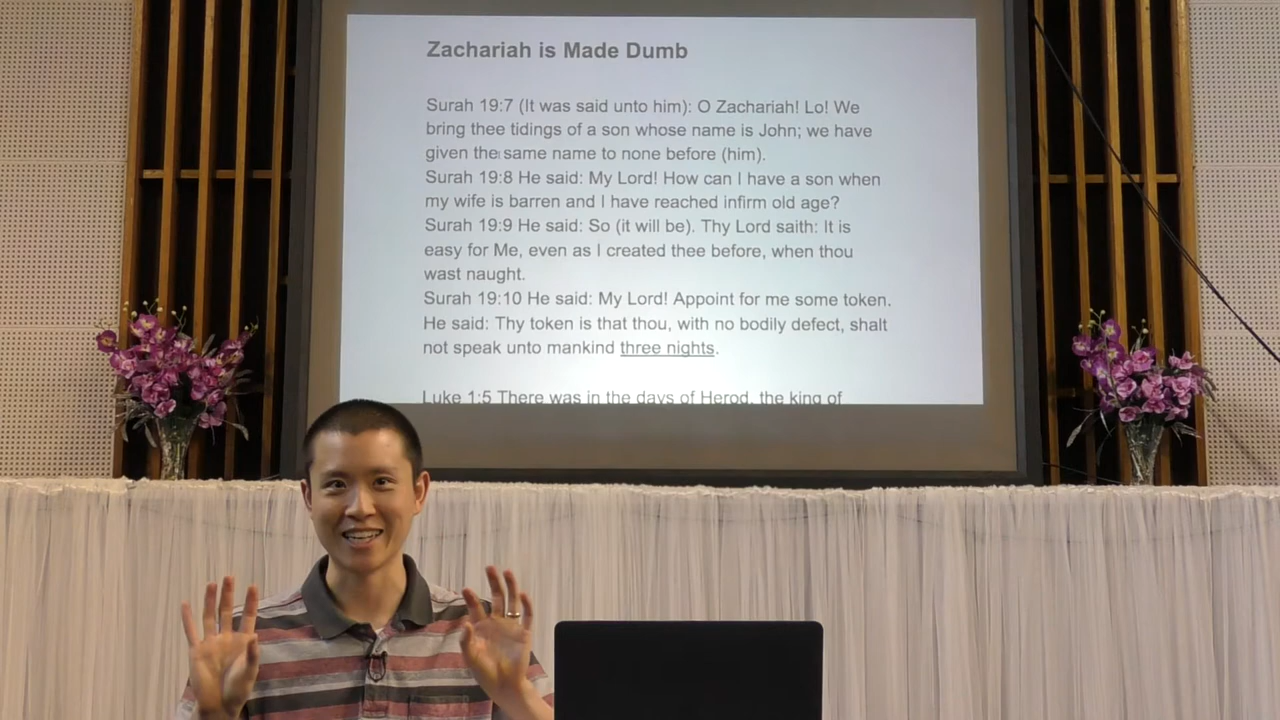 Zachariah is Made Dumb
Surah 19:7 (It was said unto him): O Zachariah! Lo! We
bring thee tidings of a son whose name is John; we have
given the same name to none before (him).
Surah 19:8 He said: My Lord! How can I have a son when
my wife is barren and I have reached infirm old age?
Surah 19:9 He said: So (it will be). Thy Lord saith: It is
easy for Me, even as I created thee before, when thou
wast naught.
Surah 19:10 He said: My Lord! Appoint for me some token.
He said: Thy token is that thou, with no bodily defect, shalt
not speak unto mankind three nights.
Luke 1:5 There was in the days of Herod, the king of